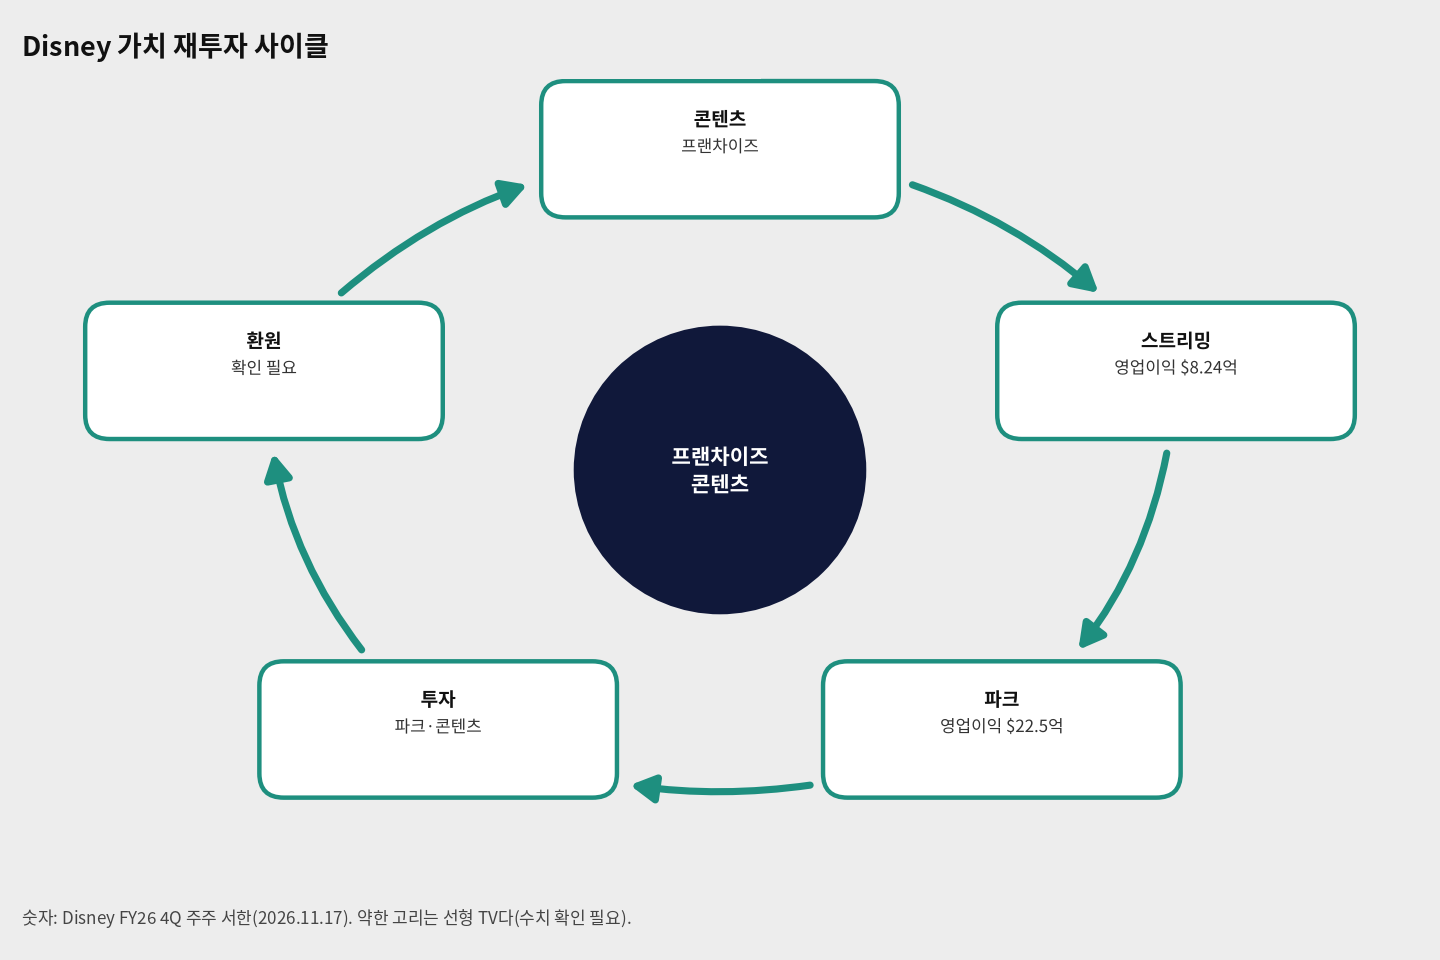 Disney 가치 재투자 사이클
콘텐츠
프랜차이즈
환원
확인 필요
스트리밍
영업이익 $8.24억
프랜차이즈
콘텐츠
투자
파크·콘텐츠
파크
영업이익 $22.5억
숫자: Disney FY26 4Q 주주 서한(2026.11.17). 약한 고리는 선형 TV다(수치 확인 필요).